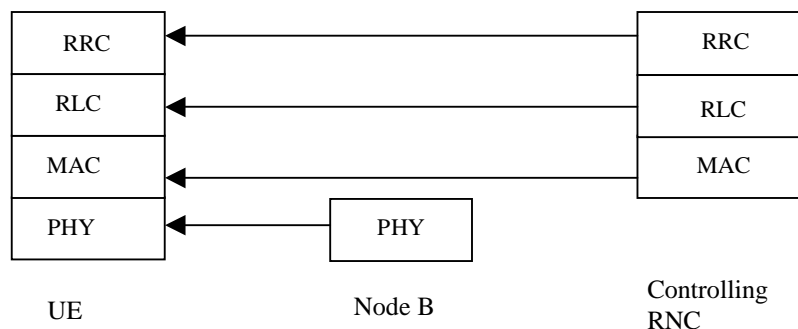 RRC
RRC
RLC
RLC
MAC
MAC
PHY
PHY
UE
Node B
Controlling
RNC